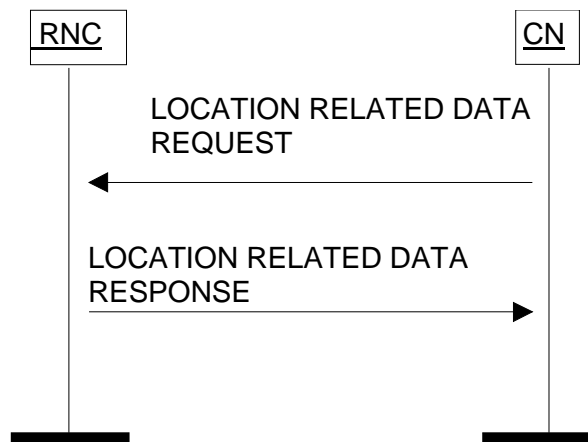 RNC
CN
LOCATION RELATED DATA
REQUEST
LOCATION RELATED DATA
RESPONSE